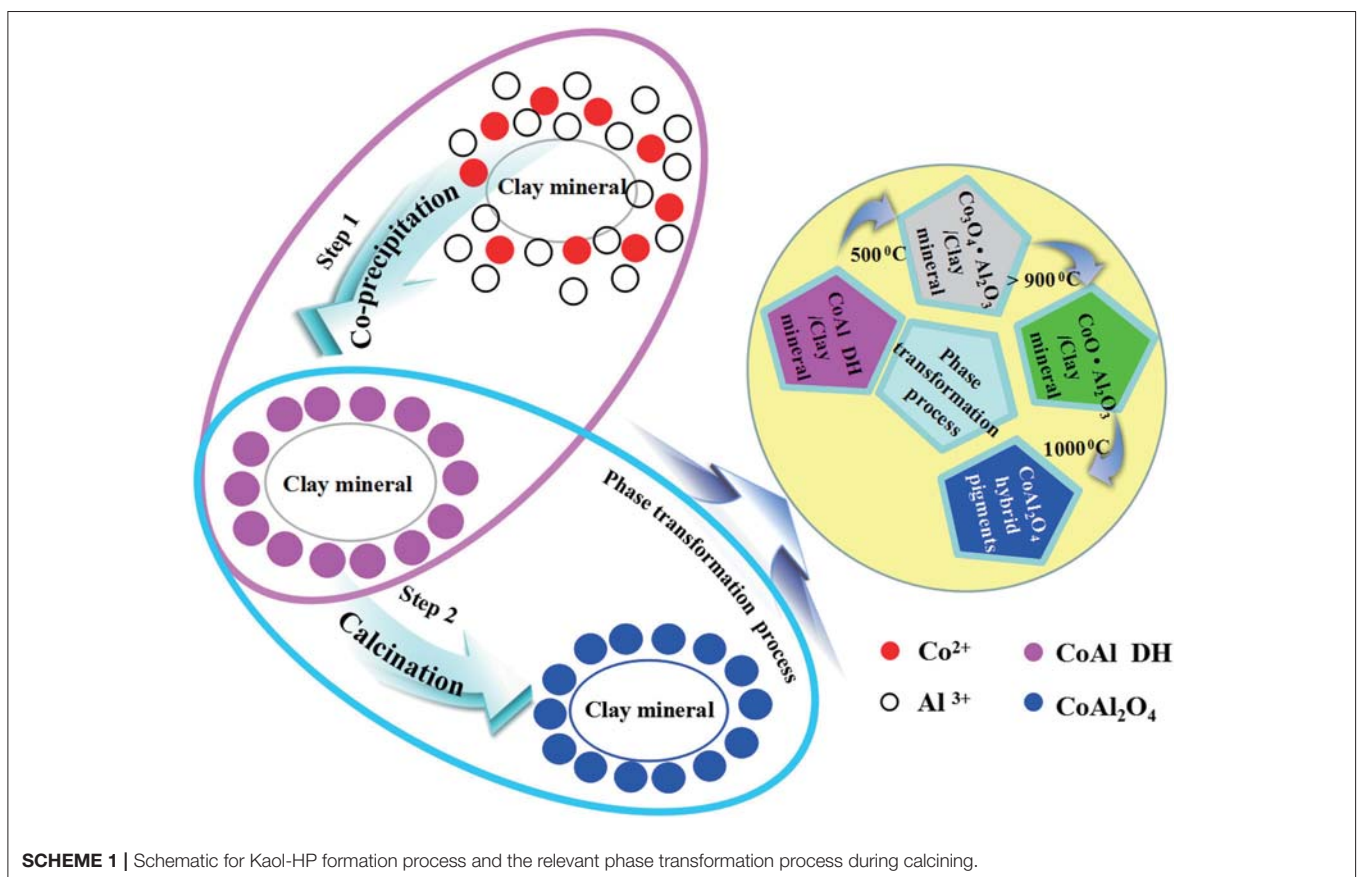 Clay mineral
Step 1
Co-precipitation
Clay mineral
Step 2
Calcination
Clay mineral
Phase transformation process
CoAl DH
/Clay
mineral
500 ⁰C
Co₃O₄• Al₂O₃
/Clay
mineral
> 900 ⁰C
CoO • Al₂O₃
/Clay
mineral
1000 ⁰C
CoAl₂O₄
hybrid
pigments
Phase
transformation
process
Co²⁺
CoAl DH
Al ³⁺
CoAl₂O₄
SCHEME 1 | Schematic for Kaol-HP formation process and the relevant phase transformation process during calcining.